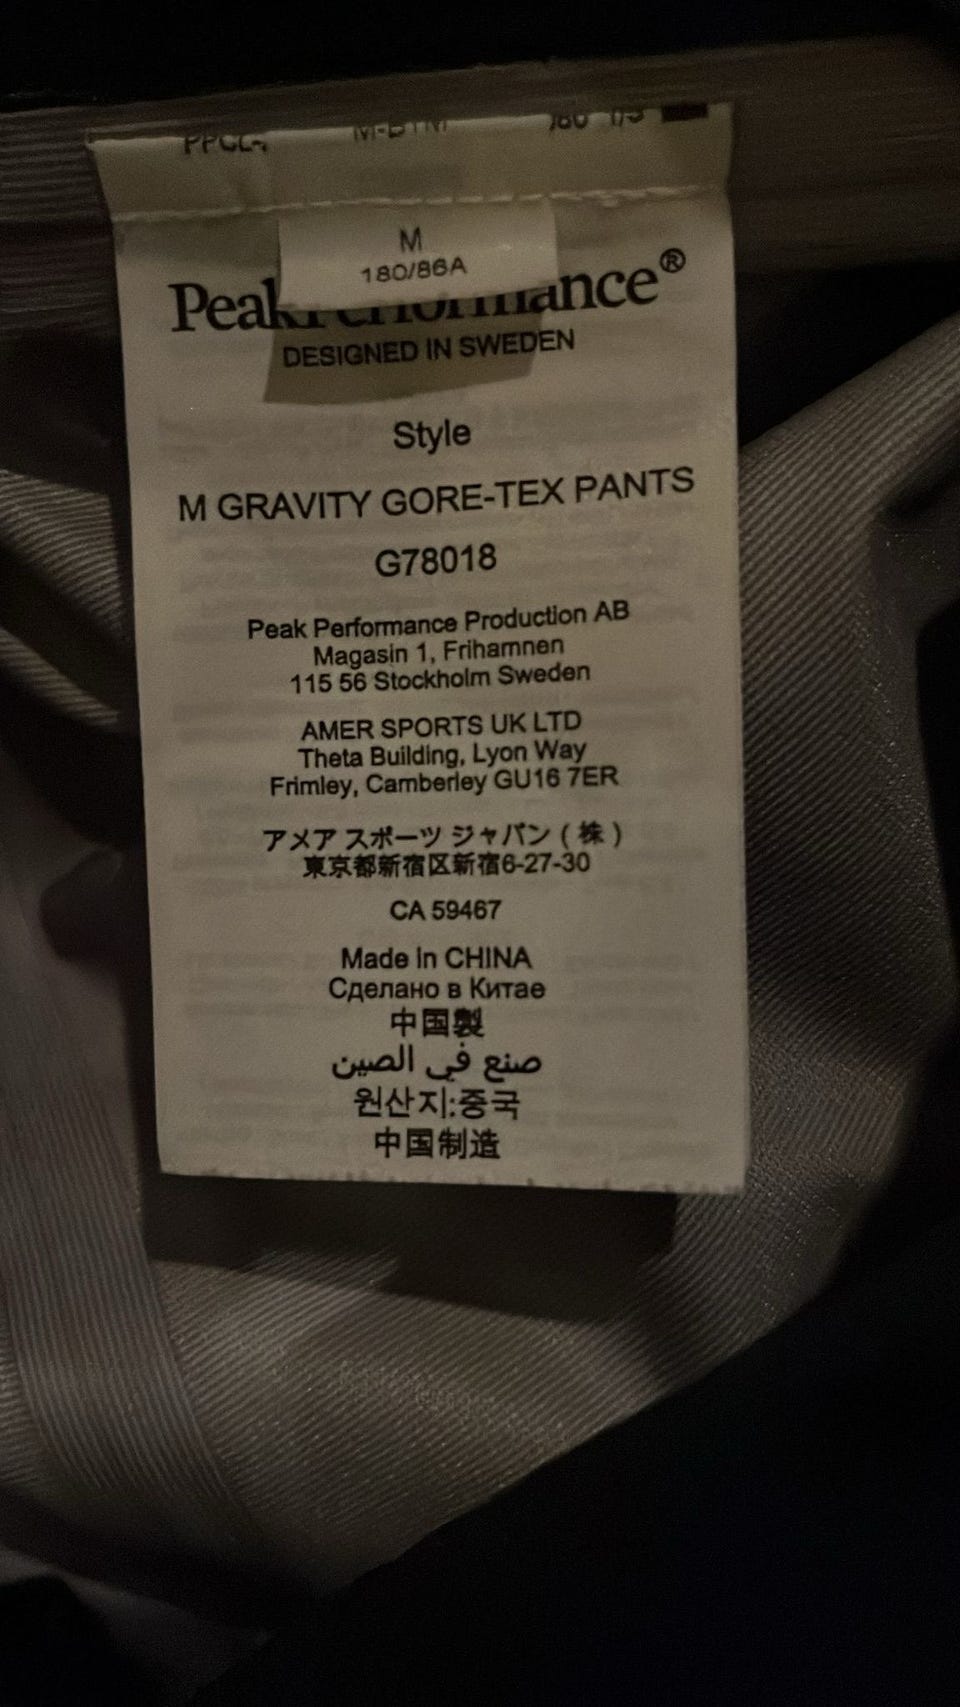 M
180/86A
Peak Performance®
DESIGNED IN SWEDEN
Style
M GRAVITY GORE-TEX PANTS
G78018
Peak Performance Production AB
Magasin 1, Frihamnen
115 56 Stockholm Sweden
AMER SPORTS UK LTD
Theta Building, Lyon Way
Frimley, Camberley GU16 7ER
アメア スポーツ ジャパン ( 株 )
東京都新宿区新宿6-27-30
CA 59467
Made in CHINA
Сделано в Китае
中国製
صنع في الصين
원산지:중국
中国制造